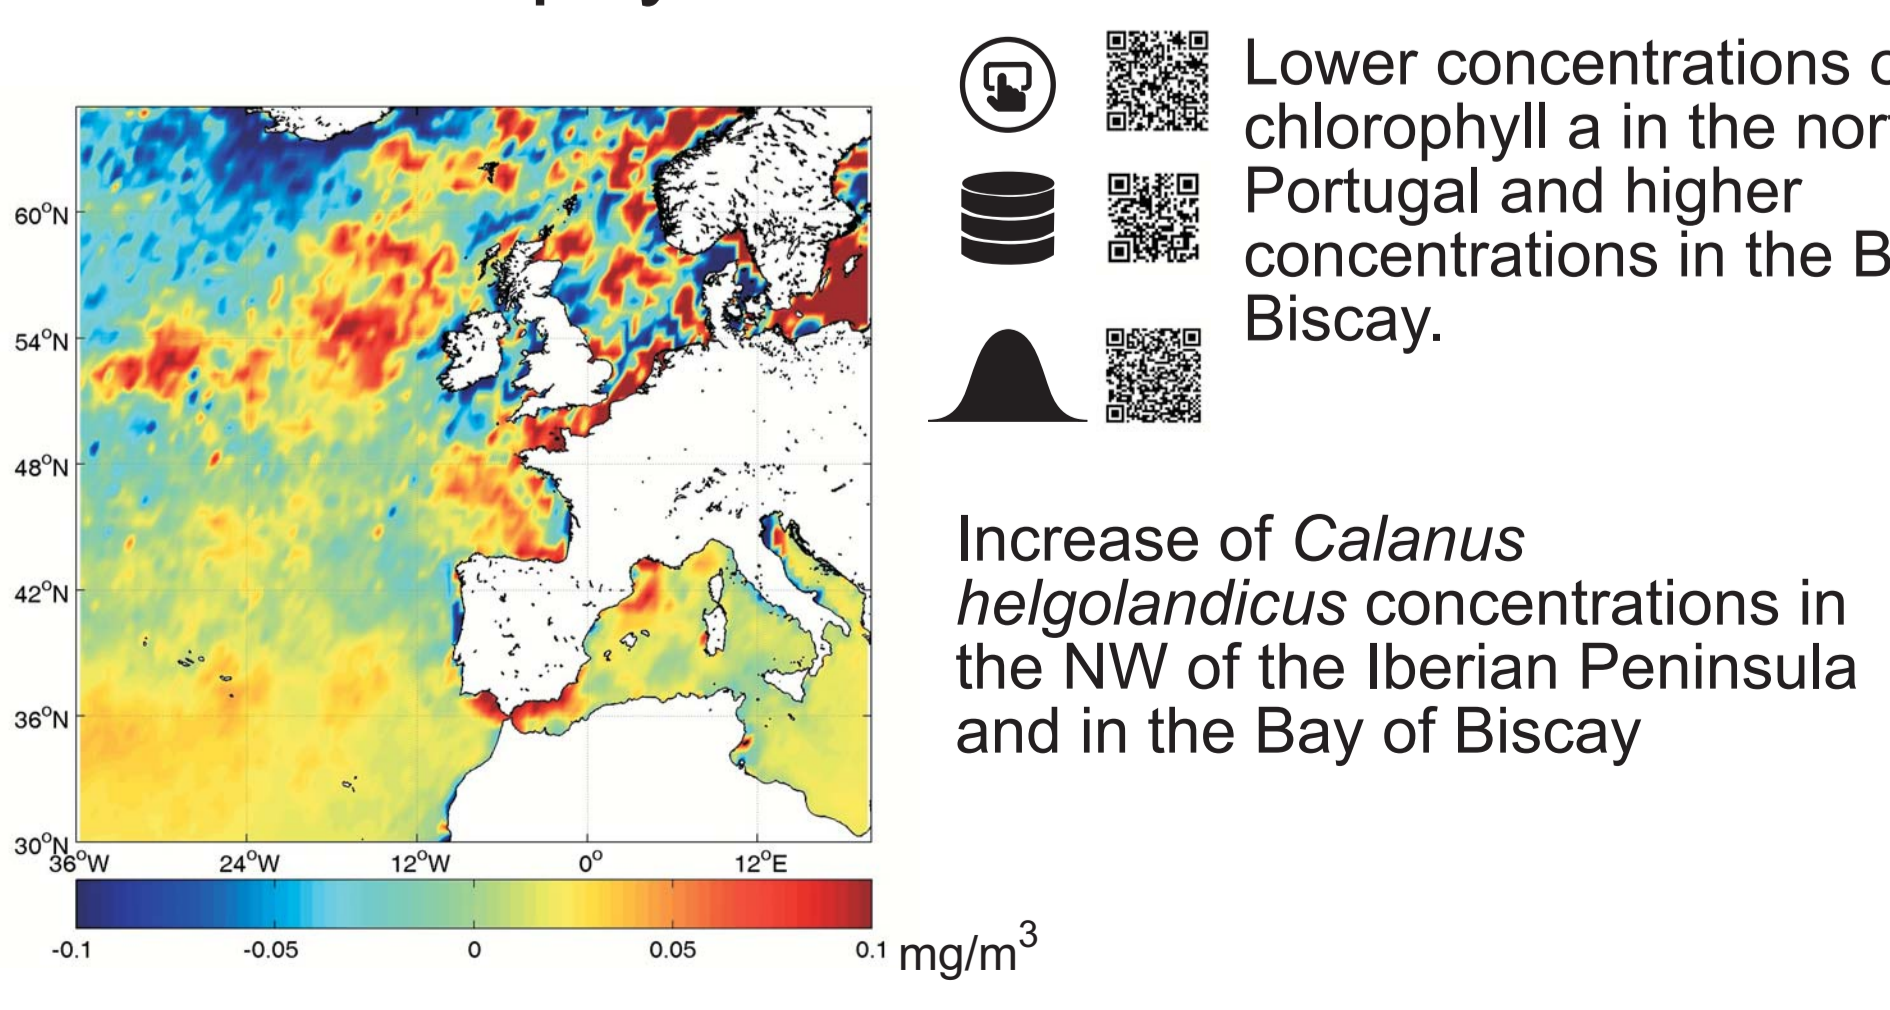 60°N
54°N
48°N
42°N
36°N
30°N
36°W 24°W 12°W 0° 12°E
-0.1 -0.05 0 0.05 0.1 mg/m³
Lower concentrations
chlorophyll a in the
Portugal and higher
concentrations in the
Biscay.
Increase of Calanus
helgolandicus concentrations in
the NW of the Iberian Peninsula
and in the Bay of Biscay